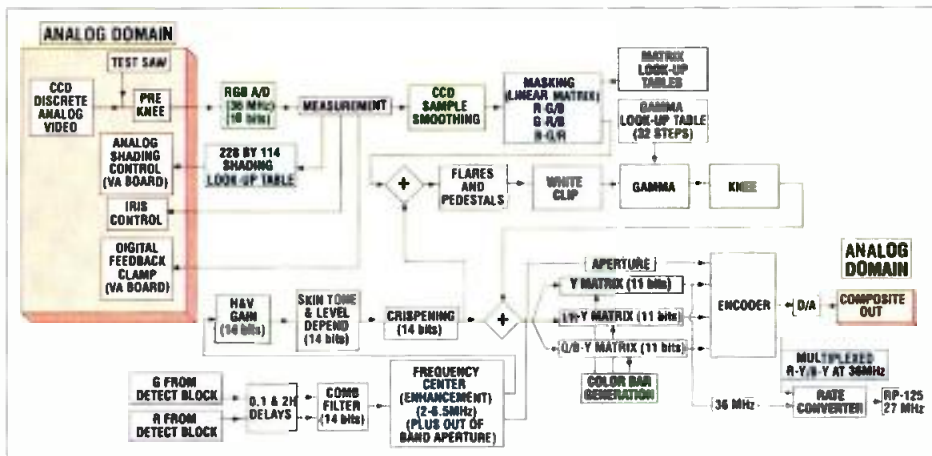 ANALOG DOMAIN
TEST SAW
CCD
DISCRETE
ANALOG
VIDEO
PRE
KNEE
RGB A/D
MEASUREMENT
CCD
SAMPLE
SMOOTHING
MASKING
(LINEAR MATRIX)
R-G/B
G-R/B
B-G/R
MATRIX
LOOK-UP
TABLES
GAMMA
LOOK-UP TABLE
(32 STEPS)
ANALOG
SHADING
CONTROL
(VA BOARD)
228 BY 114
SHADING
LOOK-UP TABLE
IRIS
CONTROL
DIGITAL
FEEDBACK
CLAMP
(VA BOARD)
+
FLARES
AND
PEDESTALS
WHITE
CLIP
GAMMA
KNEE
H&V
GAIN
(14 bits)
SKIN TONE
& LEVEL
DEPEND
(14 bits)
CRISPENING
(14 bits)
+
APERTURE
Y MATRIX (11 bits)
MATRIX (11 bits)
Q/B-Y MATRIX (11 bits)
COLOR BAR
GENERATION
ENCODER
D/A
ANALOG
DOMAIN
COMPOSITE
OUT
G FROM
DETECT BLOCK
R FROM
DETECT BLOCK
0,1 & 2H
DELAYS
COMB
FILTER
(14 bits)
FREQUENCY
CENTER
(ENHANCEMENT)
(2-6.5MHz)
(PLUS OUT OF
BAND APERTURE)
MULTIPLEXED
R-Y/B-Y AT 36MHz
36 MHz
RATE
CONVERTER
RP-125
27 MHz